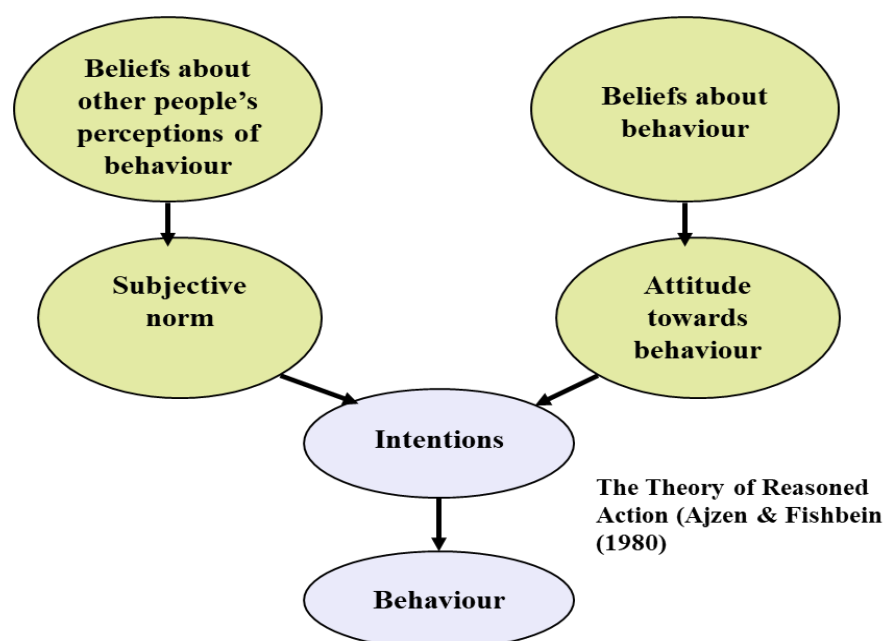 Beliefs about
other people's
perceptions of
behaviour
Beliefs about
behaviour
Subjective
norm
Attitude
towards
behaviour
Intentions
The Theory of Reasoned
Action (Ajzen & Fishbein
(1980)
Behaviour